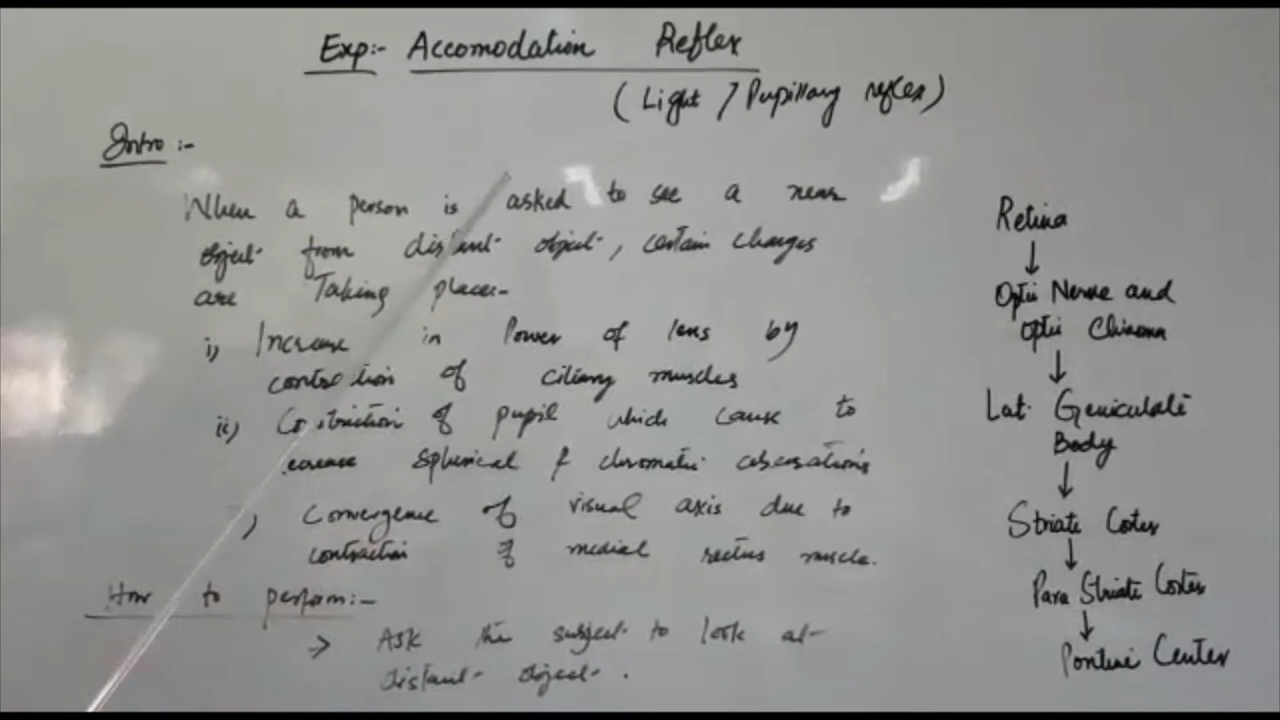 Exp:- Accomodation Reflex
(Light / Pupillary reflex)
Intro :-
When a person is asked to see a near
object from distant object, certain changes
are Taking place-
i) Increase in Power of lens by
contraction of ciliary muscles
ii) Constriction of pupil which cause to
spherical & chromatic abserations
) Convergence of visual axis due to
contraction of medial rectus muscle.
How to perform:-
→ Ask the subject to look at
distant object.
Retina
↓
Optic Nerve and
optic Chiasma
↓
Lat. Geniculate
Body
↓
Striate Cortex
↓
Para Striate Cortex
↓
Pontine Center